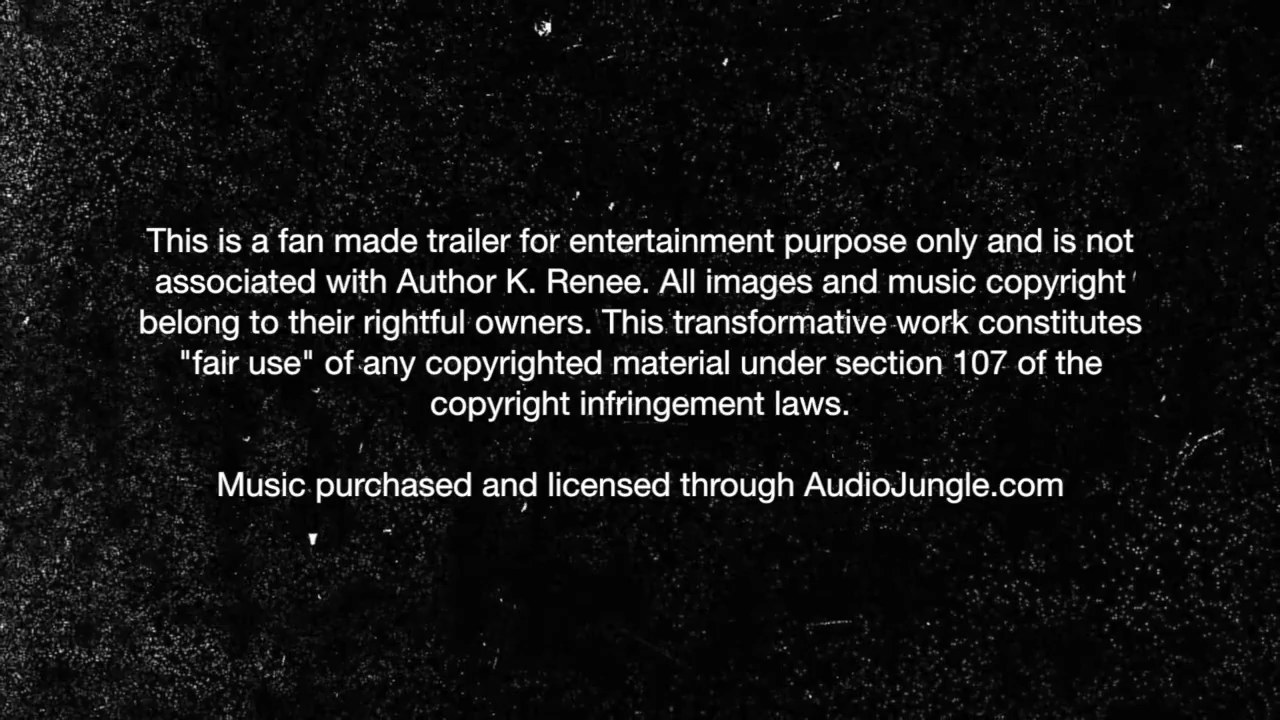 This is a fan made trailer for entertainment purpose only and is not
associated with Author K. Renee. All images and music copyright
belong to their rightful owners. This transformative work constitutes
"fair use" of any copyrighted material under section 107 of the
copyright infringement laws.
Music purchased and licensed through AudioJungle.com